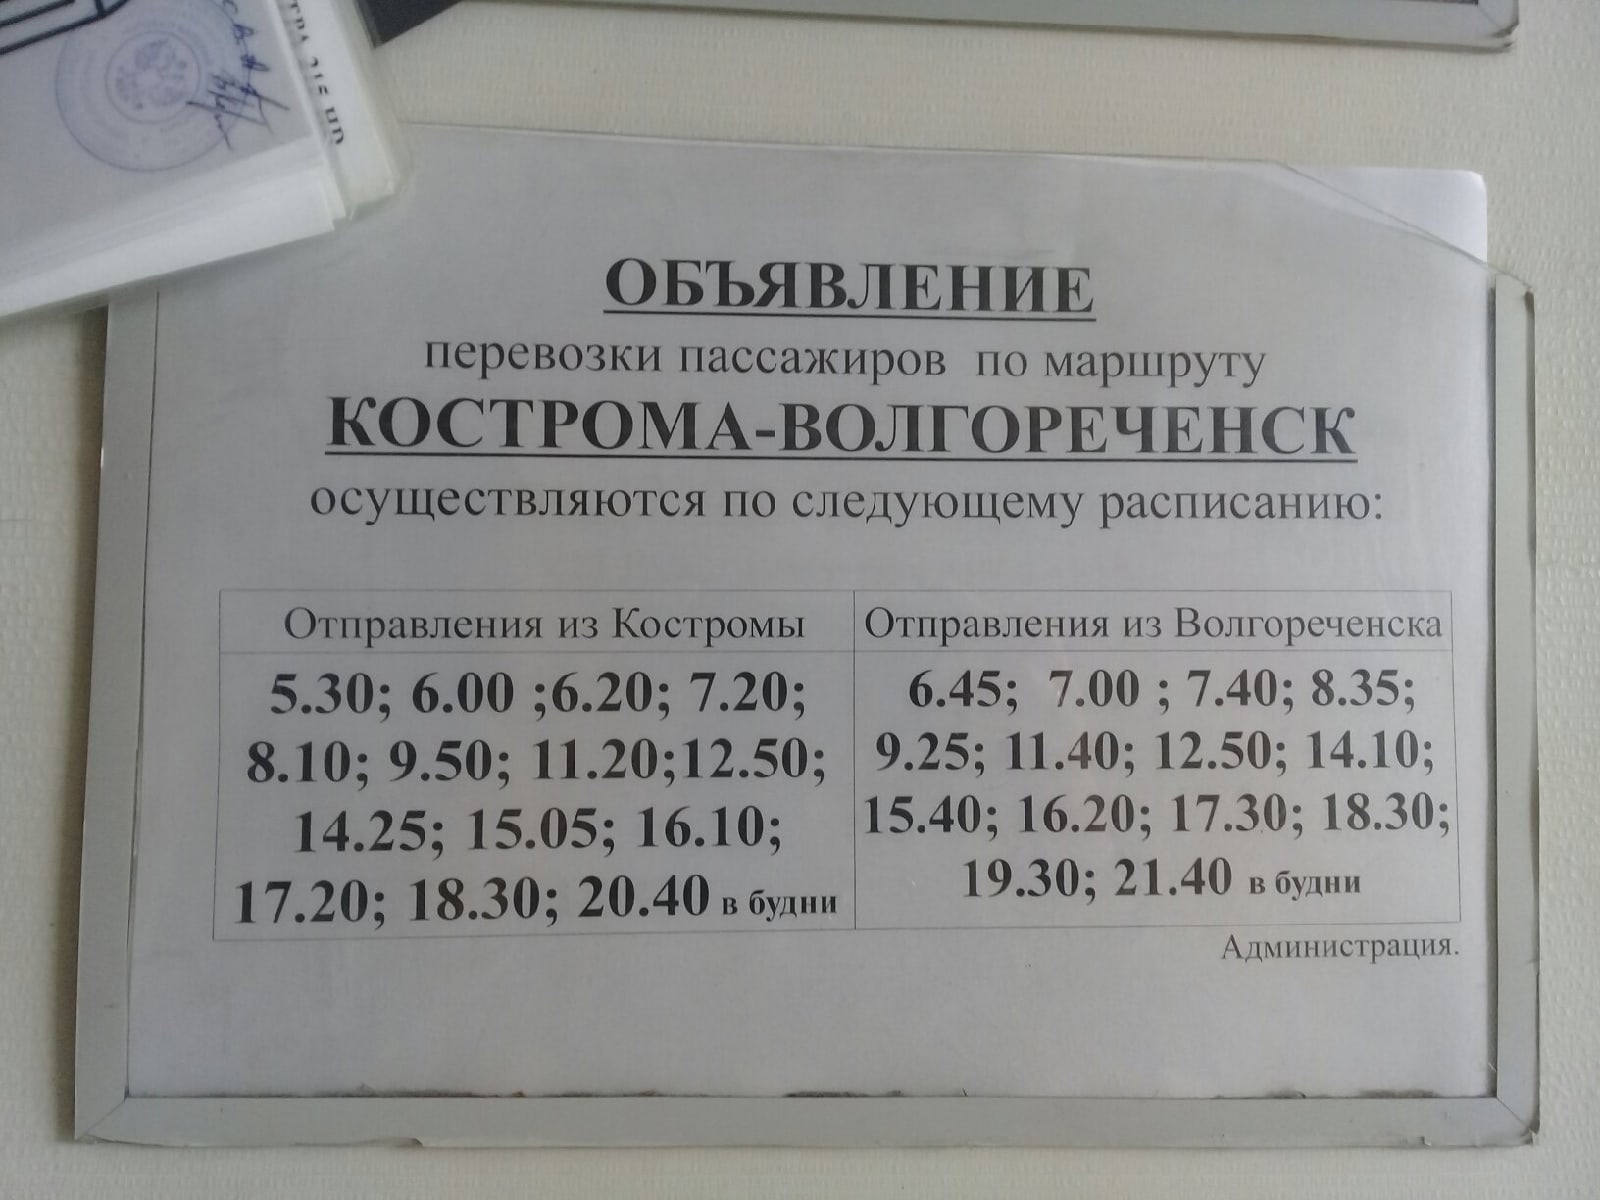 ОБЪЯВЛЕНИЕ
перевозки пассажиров по маршруту
КОСТРОМА-ВОЛГОРЕЧЕНСК
осуществляются по следующему расписанию:
Отправления из Костромы
5.30; 6.00 ;6.20; 7.20;
8.10; 9.50; 11.20;12.50;
14.25; 15.05; 16.10;
17.20; 18.30; 20.40 в будни
Отправления из Волгореченска
6.45; 7.00 ; 7.40; 8.35;
9.25; 11.40; 12.50; 14.10;
15.40; 16.20; 17.30; 18.30;
19.30; 21.40 в будни
Администрация.